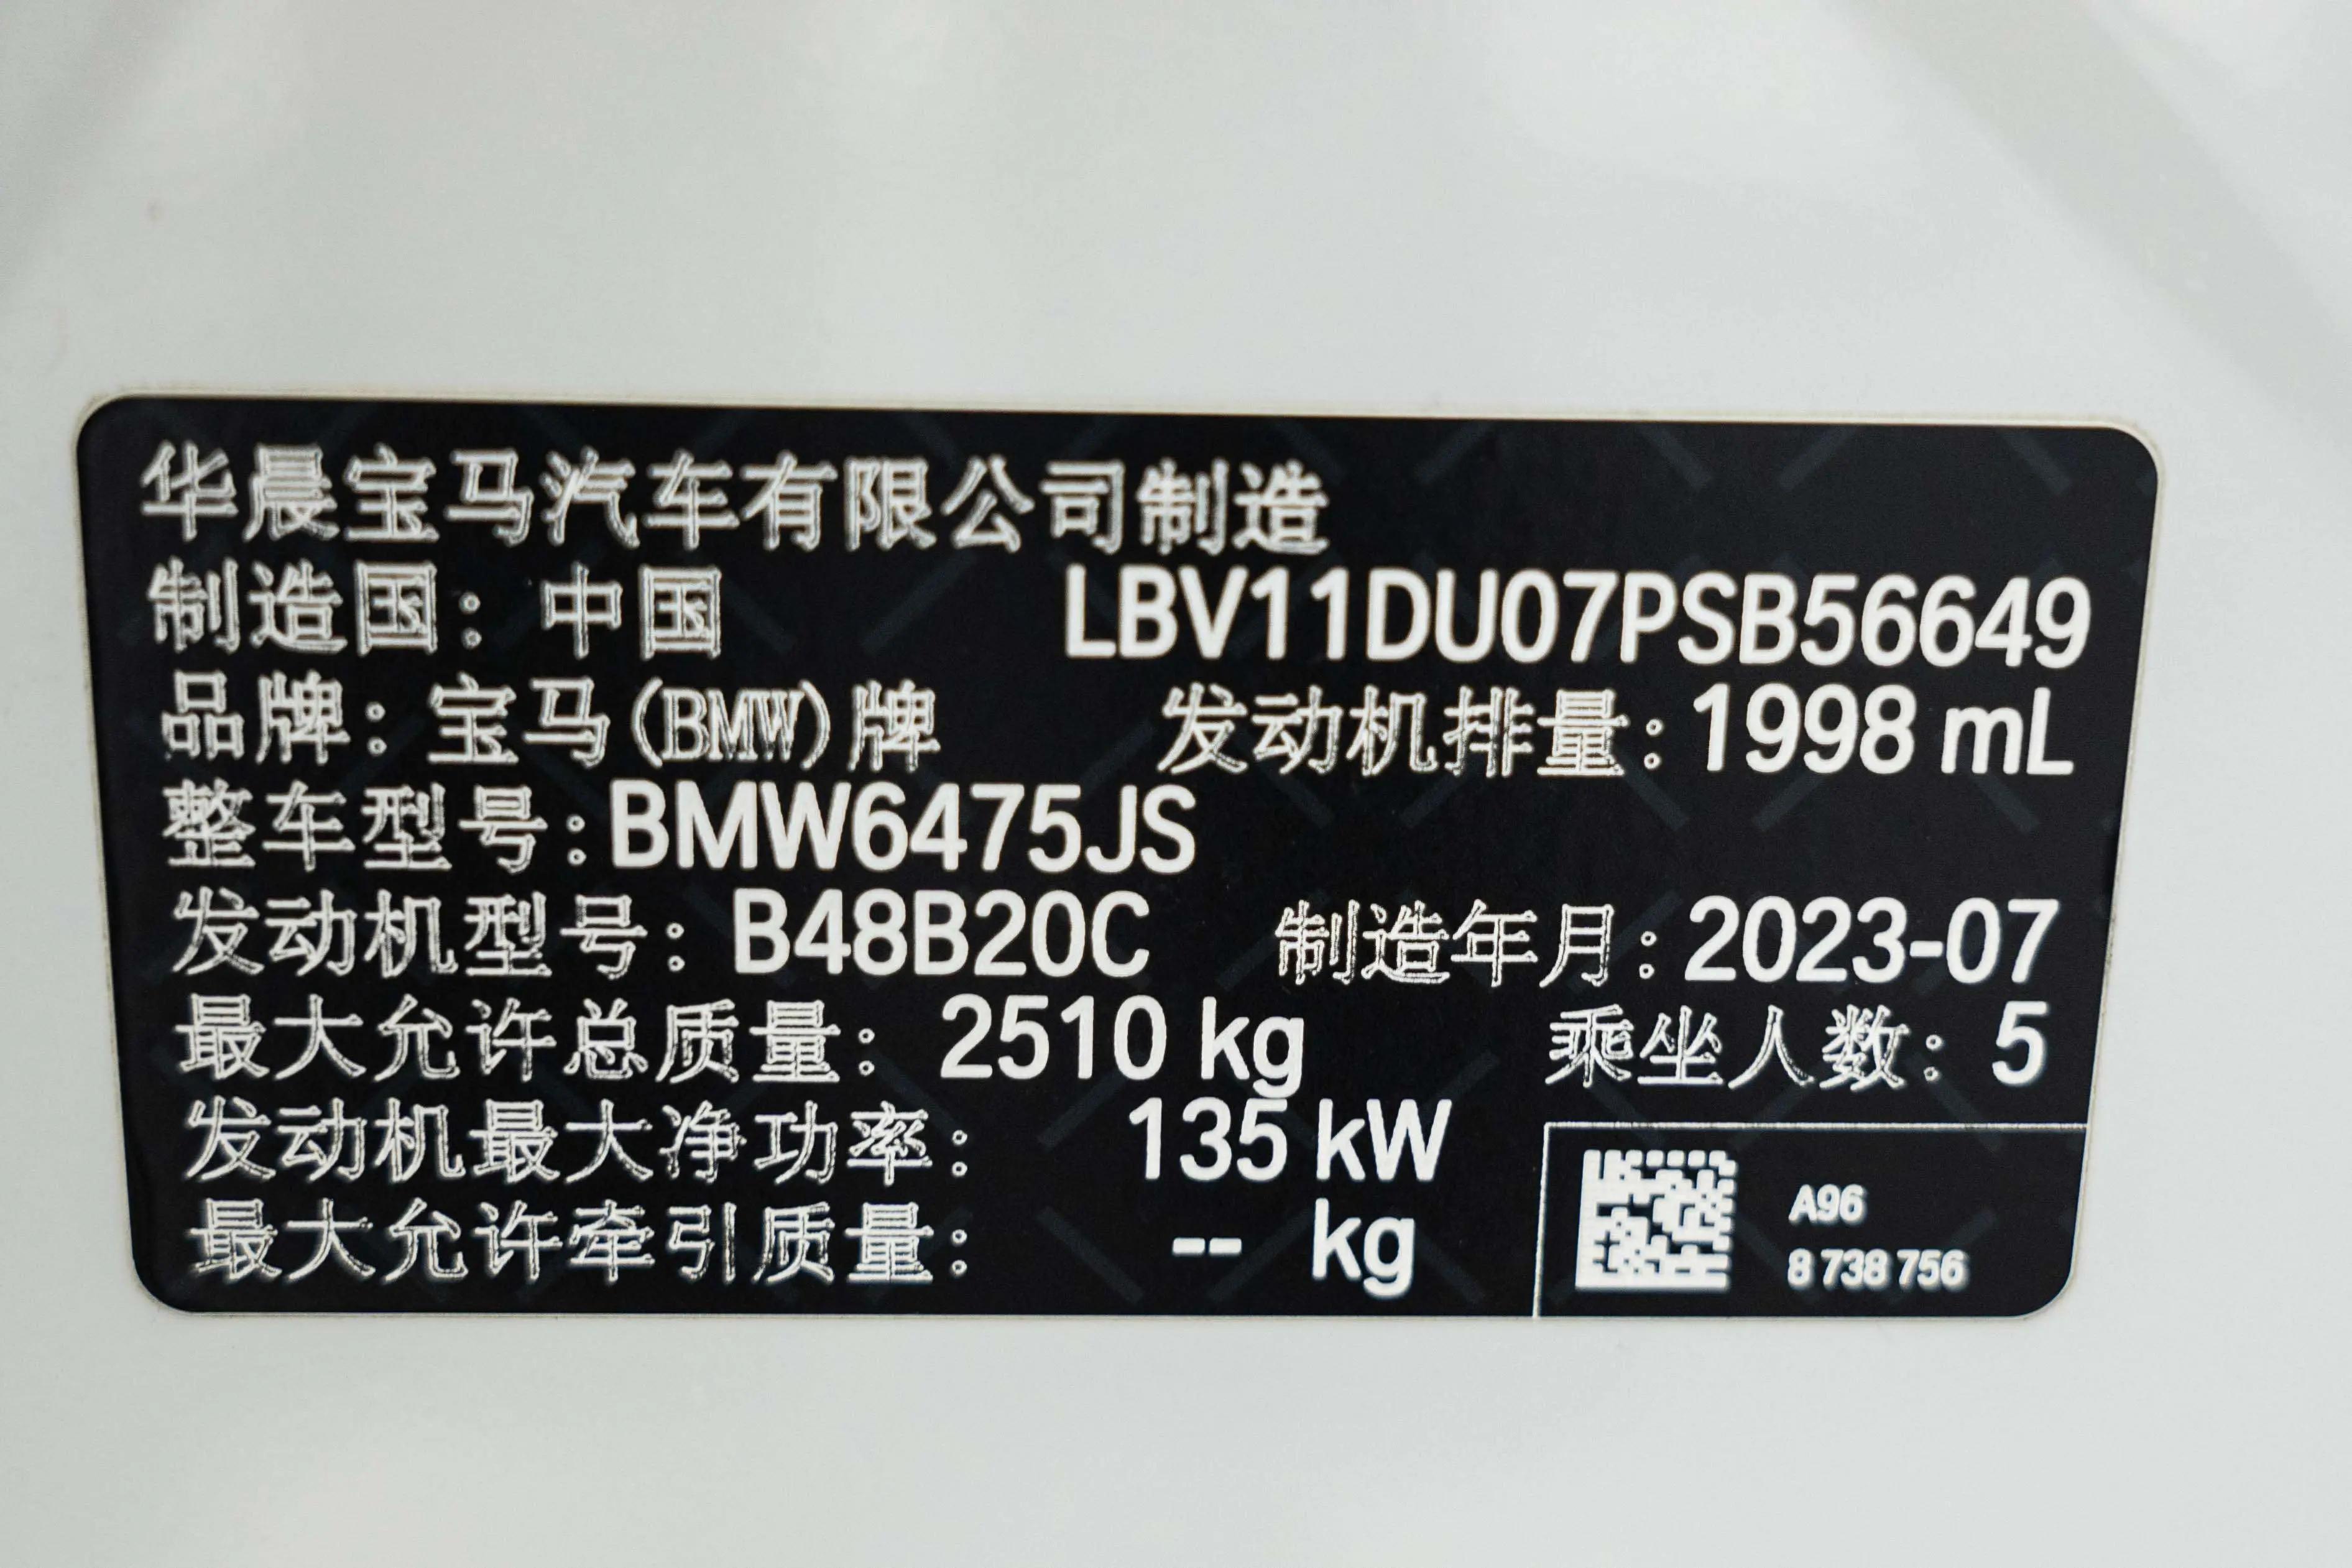 华晨宝马汽车有限公司制造
制造国：中国 LBV11DU07PSB56649
品牌：宝马(BMW)牌 发动机排量：1998 mL
整车型号：BMW6475JS
发动机型号：B48B20C 制造年月：2023-07
最大允许总质量：2510 kg 乘坐人数：5
发动机最大净功率：135 kW
最大允许牵引质量：-- kg
A96
8 738 756